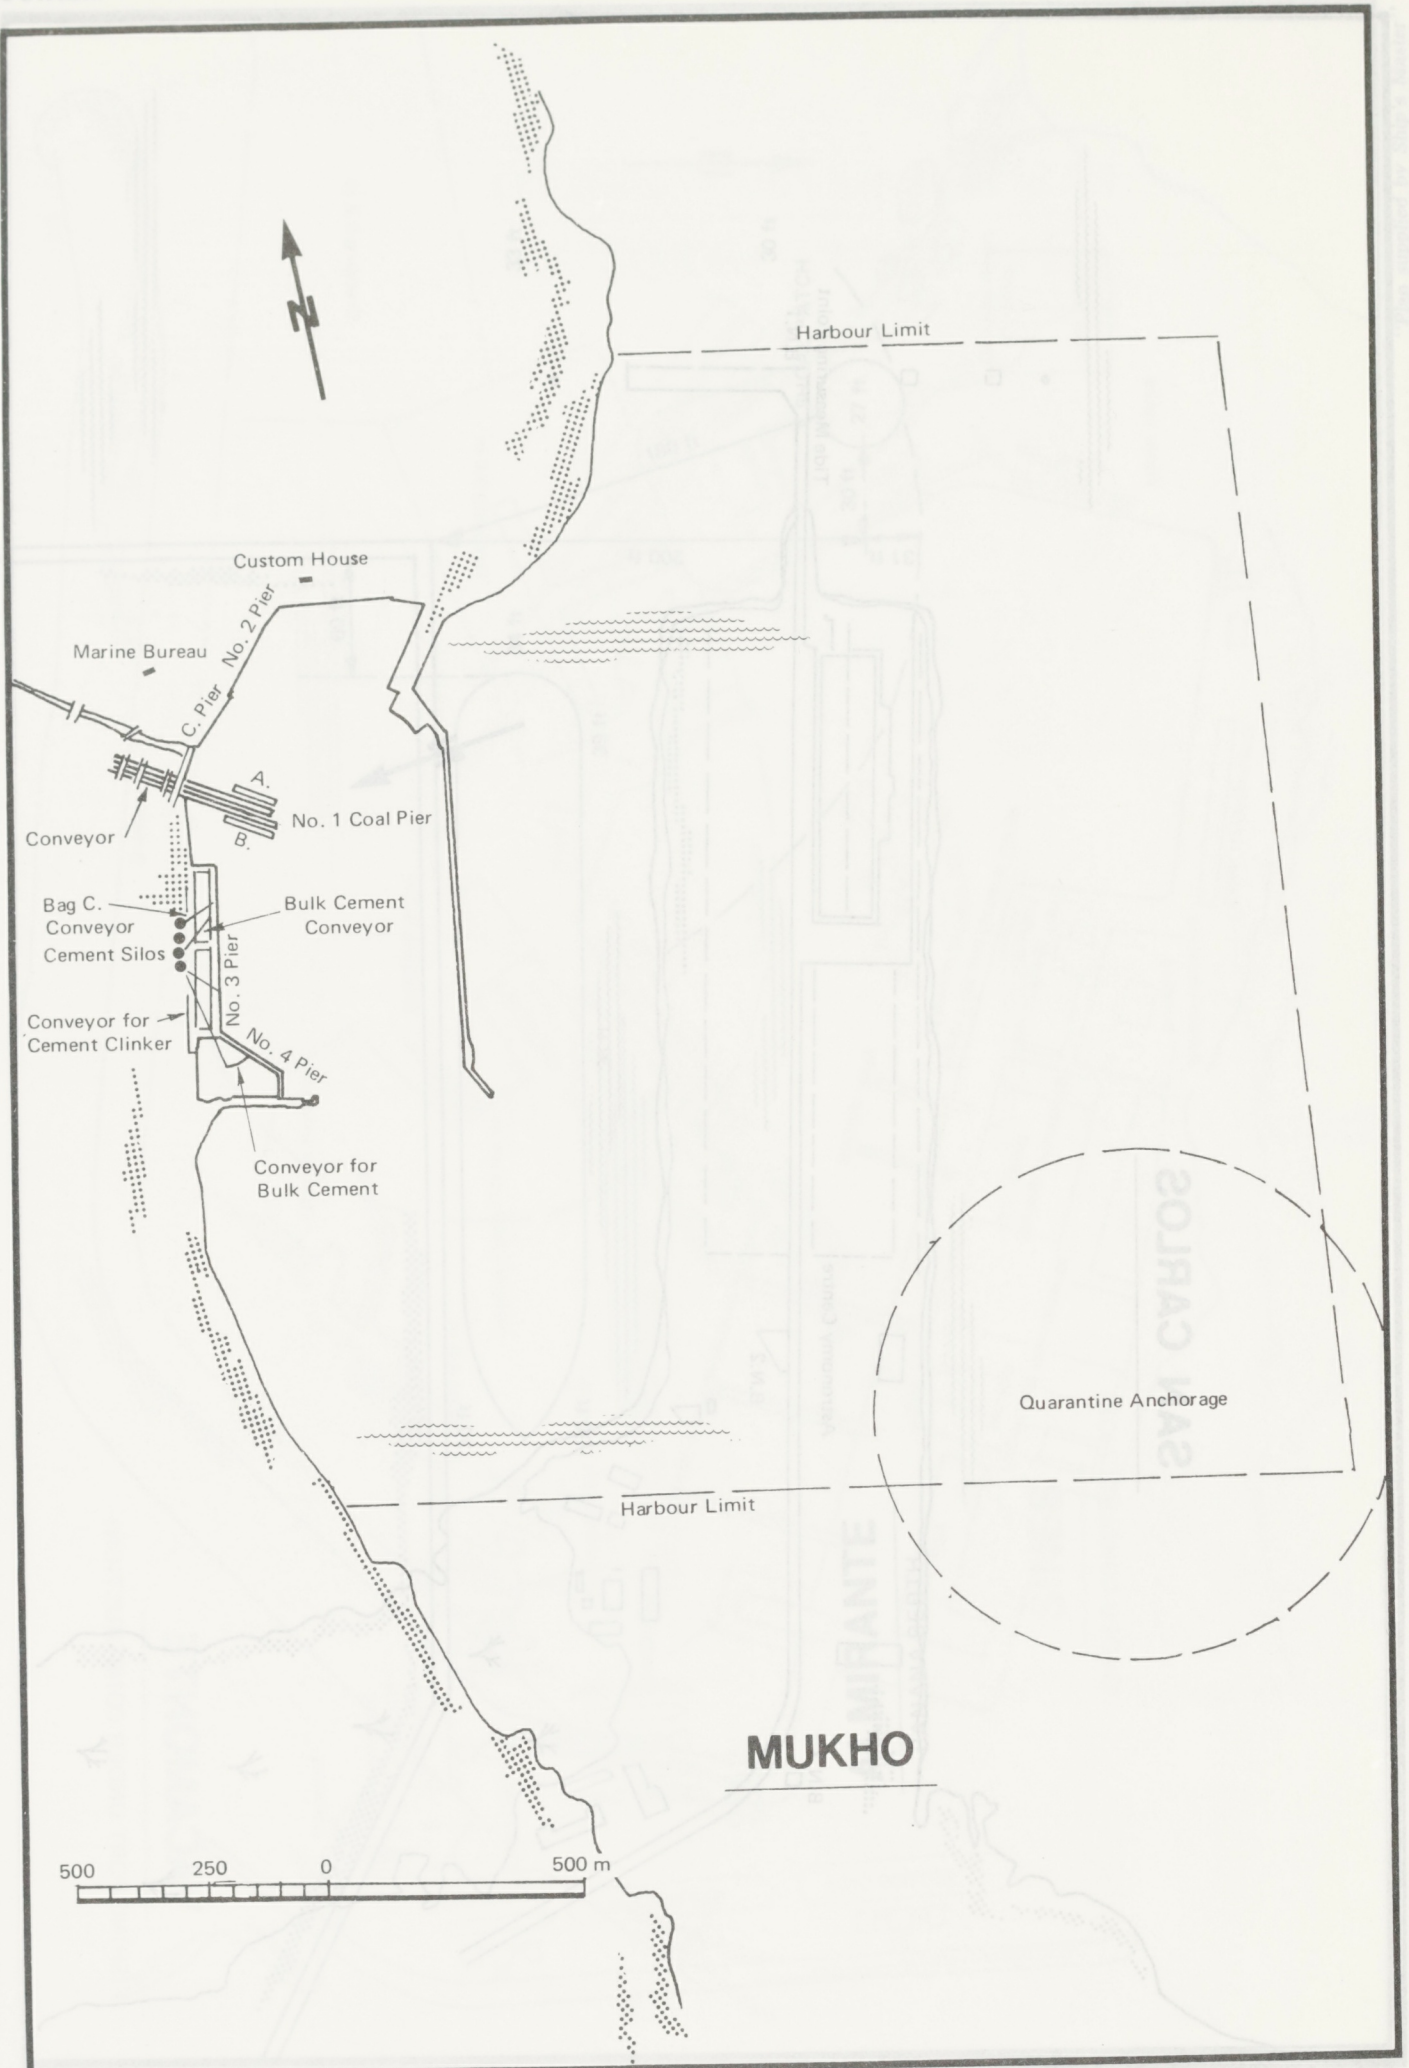 Harbour Limit
N
Custom House
No. 2 Pier
Marine Bureau
C. Pier
A.
No. 1 Coal Pier
B.
Conveyor
Bag C.
Conveyor
Cement Silos
Bulk Cement
Conveyor
No. 3 Pier
Conveyor for
Cement Clinker
No. 4 Pier
Conveyor for
Bulk Cement
Quarantine Anchorage
Harbour Limit
MUKHO
500 250 0 500 m
SAN CARLOS